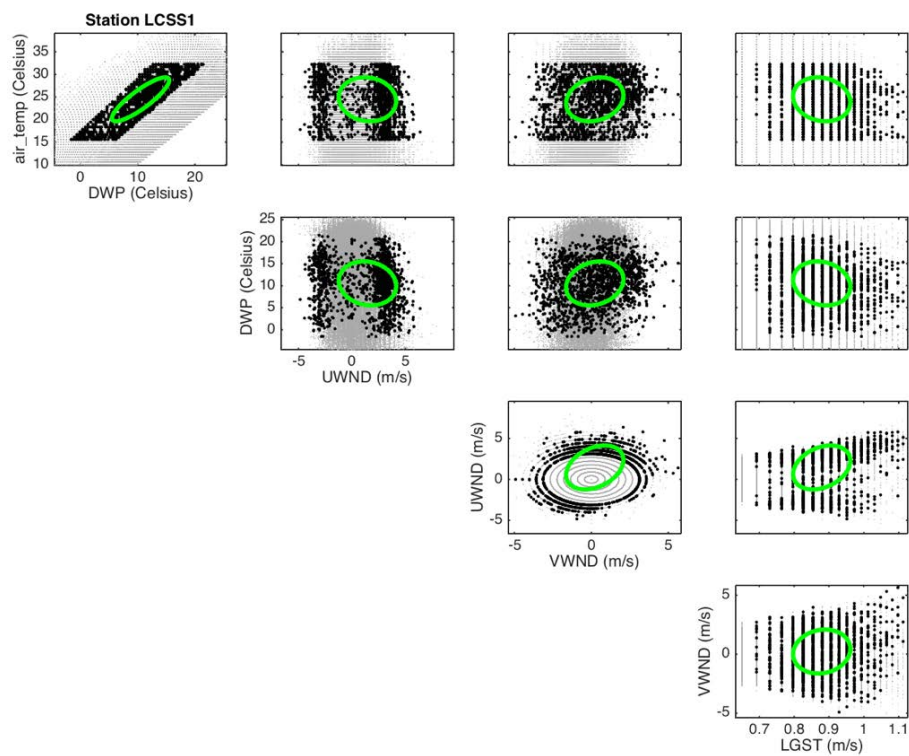 Station LCSS1
air_temp (Celsius)
35
30
25
20
15
10
0 10 20
DWP (Celsius)
DWP (Celsius)
25
20
15
10
5
0
-5 0 5
UWND (m/s)
UWND (m/s)
5
0
-5
-5 0 5
VWND (m/s)
VWND (m/s)
5
0
-5
0.7 0.8 0.9 1 1.1
LGST (m/s)